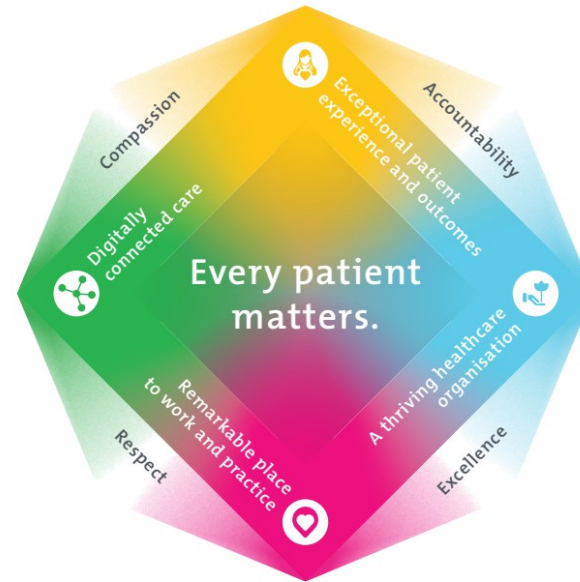 Compassion
Accountability
Exceptional patient
experience and outcomes
Digitally
connected care
Every patient
matters.
Remarkable place
to work and practice
A thriving healthcare
organisation
Respect
Excellence